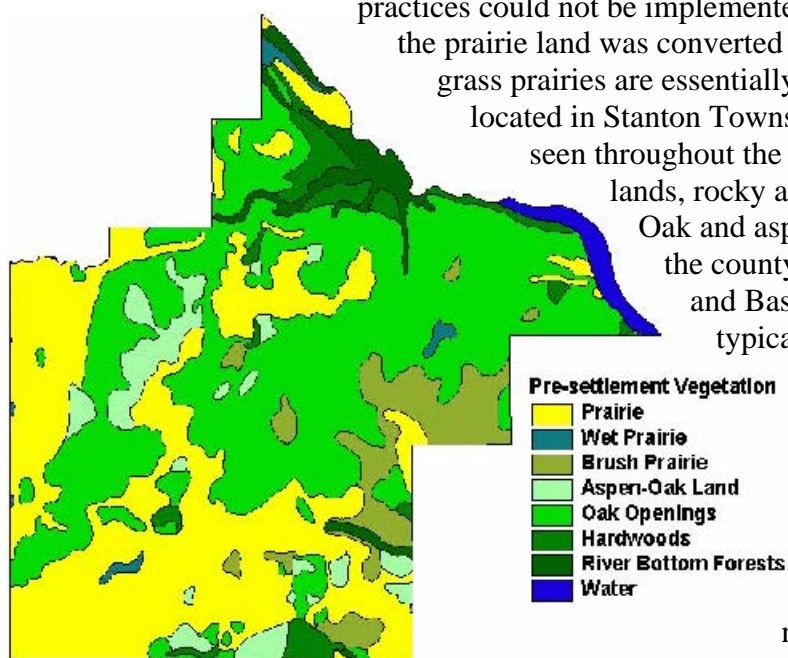 practices could not be implemente
the prairie land was converted
grass prairies are essentially
located in Stanton Towns
seen throughout the
lands, rocky a
Oak and asp
the county
and Bas
typica
Pre-settlement Vegetation
Prairie
Wet Prairie
Brush Prairie
Aspen-Oak Land
Oak Openings
Hardwoods
River Bottom Forests
Water